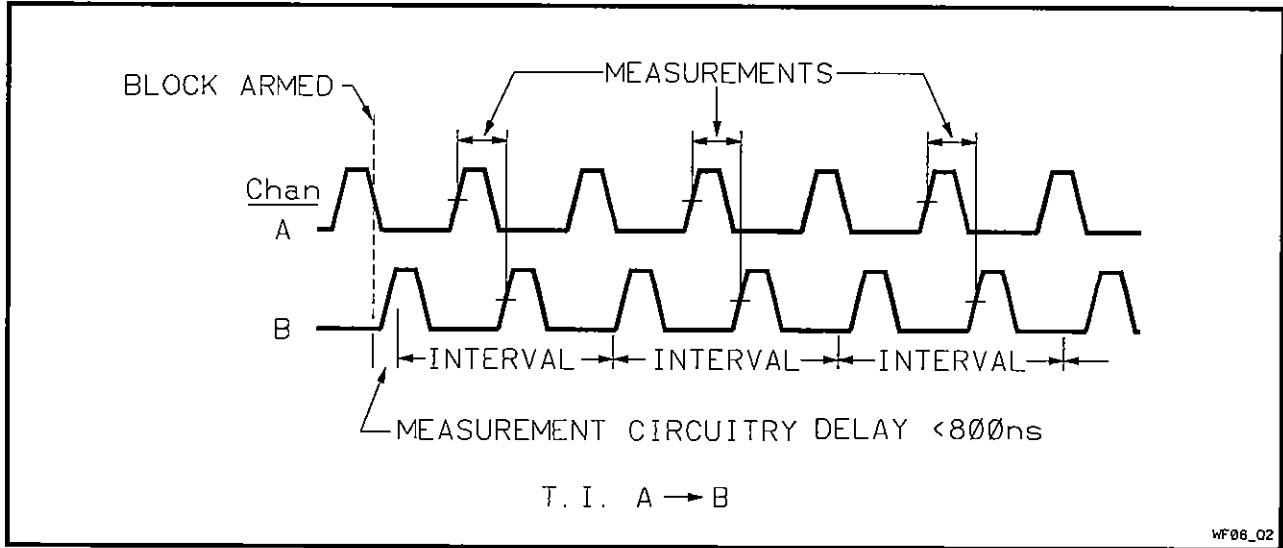 MEASUREMENTS
BLOCK ARMED
Chan
A
B
INTERVAL INTERVAL INTERVAL
MEASUREMENT CIRCUITRY DELAY <800ns
T. I. A → B
WF06_02